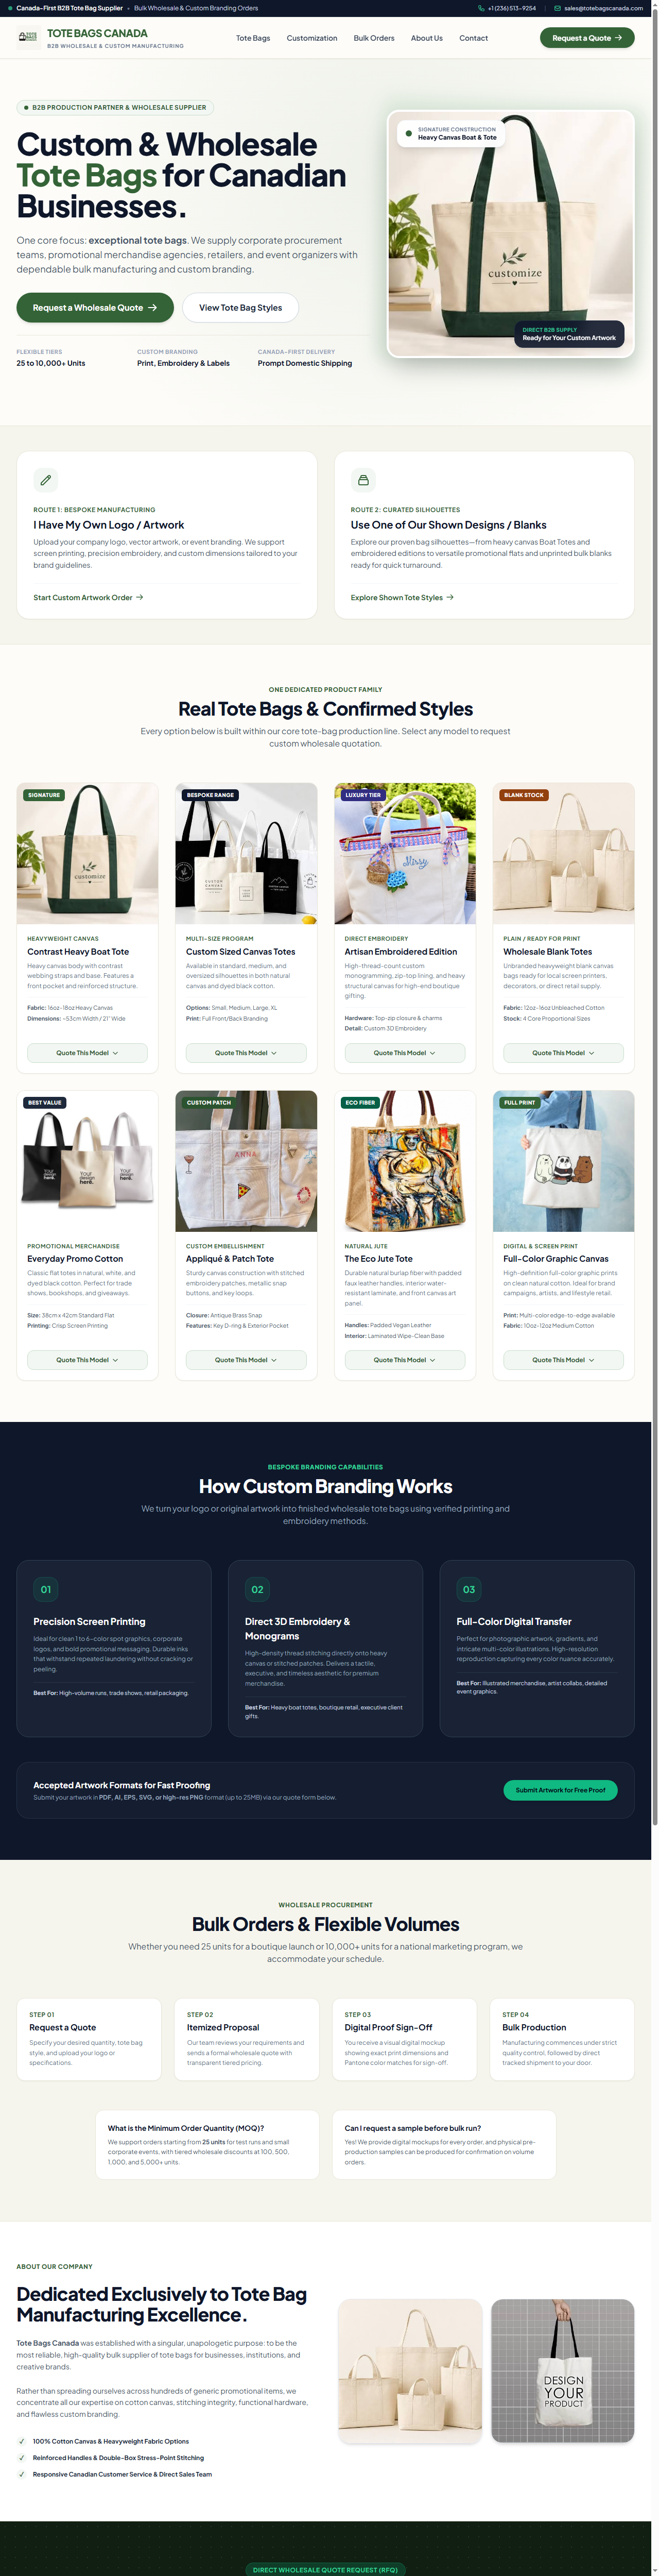 Canada-First B2B Tote Bag Supplier • Bulk Wholesale & Custom Branding Orders
+1 (236) 513-9254
sales@totebagscanada.com
TOTE BAGS CANADA
B2B WHOLESALE & CUSTOM MANUFACTURING
Tote Bags
Customization
Bulk Orders
About Us
Contact
Request a Quote →
B2B PRODUCTION PARTNER & WHOLESALE SUPPLIER
Custom & Wholesale
Tote Bags for Canadian
Businesses.
One core focus: exceptional tote bags. We supply corporate procurement
teams, promotional merchandise agencies, retailers, and event organizers with
dependable bulk manufacturing and custom branding.
Request a Wholesale Quote →
View Tote Bag Styles
FLEXIBLE TIERS
25 to 10,000+ Units
CUSTOM BRANDING
Print, Embroidery & Labels
CANADA-FIRST DELIVERY
Prompt Domestic Shipping
SIGNATURE CONSTRUCTION
Heavy Canvas Boat & Tote
customize
DIRECT B2B SUPPLY
Ready for Your Custom Artwork
ROUTE 1: BESPOKE MANUFACTURING
I Have My Own Logo / Artwork
Upload your company logo, vector artwork, or event branding. We support
screen printing, precision embroidery, and custom dimensions tailored to your
brand guidelines.
Start Custom Artwork Order →
ROUTE 2: CURATED SILHOUETTES
Use One of Our Shown Designs / Blanks
Explore our proven bag silhouettes—from heavy canvas Boat Totes and
embroidered editions to versatile promotional flats and unprinted bulk blanks
ready for quick turnaround.
Explore Shown Tote Styles →
ONE DEDICATED PRODUCT FAMILY
Real Tote Bags & Confirmed Styles
Every option below is built within our core tote-bag production line. Select any model to request
custom wholesale quotation.
SIGNATURE
customize
HEAVYWEIGHT CANVAS
Contrast Heavy Boat Tote
Heavy canvas body with contrast
webbing straps and base. Features a
front pocket and reinforced structure.
Fabric: 16oz-18oz Heavy Canvas
Dimensions: ~53cm Width / 21" Wide
Quote This Model
BESPOKE RANGE
MULTI-SIZE PROGRAM
Custom Sized Canvas Totes
Available in standard, medium, and
oversized silhouettes in both natural
canvas and dyed black cotton.
Options: Small, Medium, Large, XL
Print: Full Front/Back Branding
Quote This Model
LUXURY TIER
Missy
DIRECT EMBROIDERY
Artisan Embroidered Edition
High-thread-count custom
monogramming, zip-top lining, and heavy
structural canvas for high-end boutique
gifting.
Hardware: Top-zip closure & charms
Detail: Custom 3D Embroidery
Quote This Model
BLANK STOCK
PLAIN / READY FOR PRINT
Wholesale Blank Totes
Unbranded heavyweight blank canvas
bags ready for local screen printers,
decorators, or direct retail supply.
Fabric: 12oz-16oz Unbleached Cotton
Stock: 4 Core Proportional Sizes
Quote This Model
BEST VALUE
Your
design
here.
Your
design
here.
Your
design
here.
PROMOTIONAL MERCHANDISE
Everyday Promo Cotton
Classic flat totes in natural, white, and
dyed black cotton. Perfect for trade
shows, bookshops, and giveaways.
Size: 38cm x 42cm Standard Flat
Printing: Crisp Screen Printing
Quote This Model
CUSTOM PATCH
ANNA
CUSTOM EMBELLISHMENT
Appliqué & Patch Tote
Sturdy canvas construction with stitched
embroidery patches, metallic snap
buttons, and key loops.
Closure: Antique Brass Snap
Features: Key D-ring & Exterior Pocket
Quote This Model
ECO FIBER
NATURAL JUTE
The Eco Jute Tote
Durable natural burlap fiber with padded
faux leather handles, interior water-
resistant laminate, and front canvas art
panel.
Handles: Padded Vegan Leather
Interior: Laminated Wipe-Clean Base
Quote This Model
FULL PRINT
DIGITAL & SCREEN PRINT
Full-Color Graphic Canvas
High-definition full-color graphic prints
on clean natural cotton. Ideal for brand
campaigns, artists, and lifestyle retail.
Print: Multi-color edge-to-edge available
Fabric: 10oz-12oz Medium Cotton
Quote This Model
BESPOKE BRANDING CAPABILITIES
How Custom Branding Works
We turn your logo or original artwork into finished wholesale tote bags using verified printing and
embroidery methods.
01
Precision Screen Printing
Ideal for clean 1 to 6-color spot graphics, corporate
logos, and bold promotional messaging. Durable inks
that withstand repeated laundering without cracking or
peeling.
Best For: High-volume runs, trade shows, retail packaging.
02
Direct 3D Embroidery &
Monograms
High-density thread stitching directly onto heavy
canvas or stitched patches. Delivers a tactile,
executive, and timeless aesthetic for premium
merchandise.
Best For: Heavy boat totes, boutique retail, executive client
gifts.
03
Full-Color Digital Transfer
Perfect for photographic artwork, gradients, and
intricate multi-color illustrations. High-resolution
reproduction capturing every color nuance accurately.
Best For: Illustrated merchandise, artist collabs, detailed
event graphics.
Accepted Artwork Formats for Fast Proofing
Submit your artwork in PDF, AI, EPS, SVG, or high-res PNG format (up to 25MB) via our quote form below.
Submit Artwork for Free Proof
WHOLESALE PROCUREMENT
Bulk Orders & Flexible Volumes
Whether you need 25 units for a boutique launch or 10,000+ units for a national marketing program, we
accommodate your schedule.
STEP 01
Request a Quote
Specify your desired quantity, tote bag
style, and upload your logo or
specifications.
STEP 02
Itemized Proposal
Our team reviews your requirements and
sends a formal wholesale quote with
transparent tiered pricing.
STEP 03
Digital Proof Sign-Off
You receive a visual digital mockup
showing exact print dimensions and
Pantone color matches for sign-off.
STEP 04
Bulk Production
Manufacturing commences under strict
quality control, followed by direct
tracked shipment to your door.
What is the Minimum Order Quantity (MOQ)?
We support orders starting from 25 units for test runs and small
corporate events, with tiered wholesale discounts at 100, 500,
1,000, and 5,000+ units.
Can I request a sample before bulk run?
Yes! We provide digital mockups for every order, and physical pre-
production samples can be produced for confirmation on volume
orders.
ABOUT OUR COMPANY
Dedicated Exclusively to Tote Bag
Manufacturing Excellence.
Tote Bags Canada was established with a singular, unapologetic purpose: to be the
most reliable, high-quality bulk supplier of tote bags for businesses, institutions, and
creative brands.
Rather than spreading ourselves across hundreds of generic promotional items, we
concentrate all our expertise on cotton canvas, stitching integrity, functional hardware,
and flawless custom branding.
✓ 100% Cotton Canvas & Heavyweight Fabric Options
✓ Reinforced Handles & Double-Box Stress-Point Stitching
✓ Responsive Canadian Customer Service & Direct Sales Team
DESIGN
YOUR
PRODUCT
DIRECT WHOLESALE QUOTE REQUEST (RFQ)